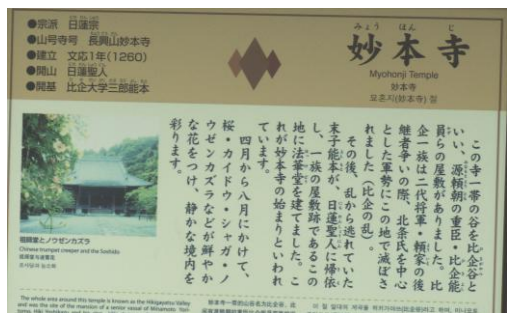 ●宗派 日蓮宗
●山号寺号 長興山妙本寺
●建立 文応1年(1260)
●開山 日蓮聖人
●開基 比企大学三郎能本
みょう ほん じ
妙本寺
Myohonji Temple
妙本寺
묘혼지(妙本寺) 절
この寺一帯の谷を比企谷と
いい、源頼朝の重臣・比企能
員らの屋敷がありました。比
企一族は二代将軍・頼家の後
継者争いの際、北条氏を中心
とした軍勢にこの地で滅ぼさ
れました（比企の乱）。
その後、乱から逃れていた
末子能本が、日蓮聖人に帰依
し、一族の屋敷跡であるこの
地に法華堂を建てました。こ
れが妙本寺の始まりといわれ
ています。
四月から八月にかけて、
桜・カイドウ・シャガ・ノ
ウゼンカズラなどが鮮やか
な花をつけ、静かな境内を
彩ります。
祖師堂とノウゼンカズラ
Chinese trumpet creeper and the Soshido
The whole area around this temple is known as the Hikigayatsu Valley
and was the site of the mansion of a senior vassal of Minamoto Yori-